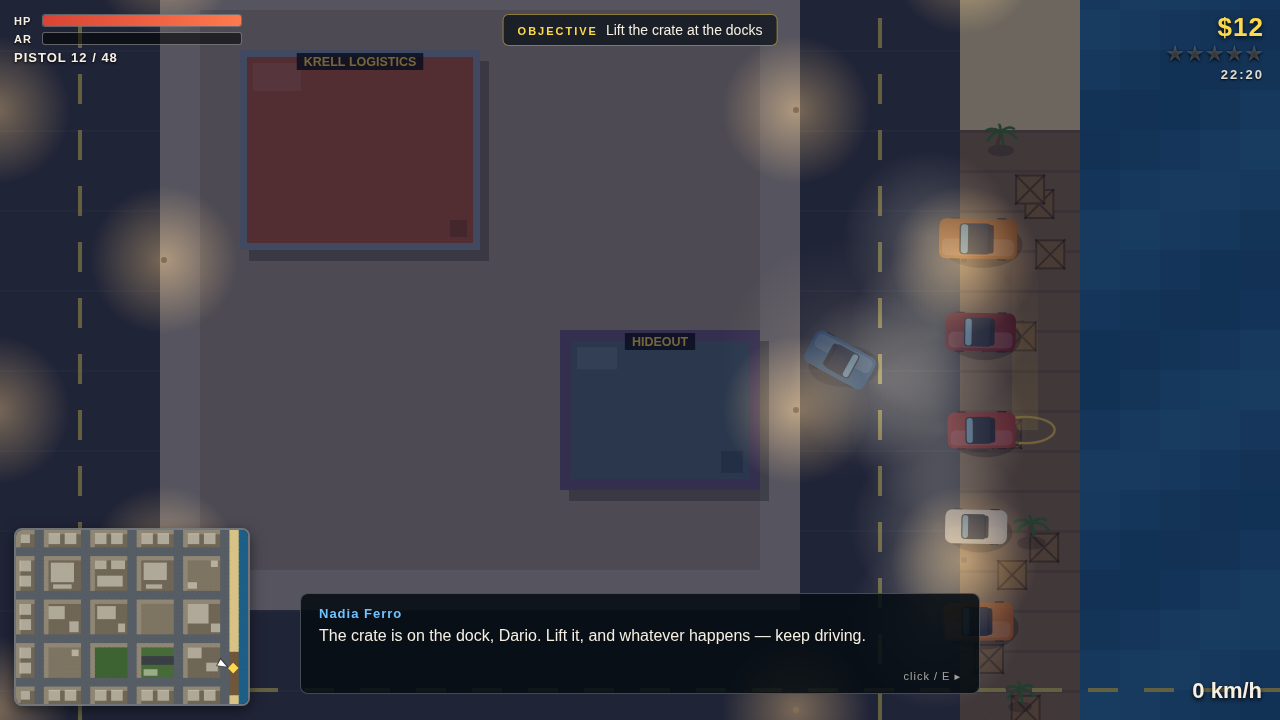 HP
AR
PISTOL 12 / 48
OBJECTIVE Lift the crate at the docks
$12
22:20
KRELL LOGISTICS
HIDEOUT
Nadia Ferro
The crate is on the dock, Dario. Lift it, and whatever happens — keep driving.
click / E ▸
0 km/h